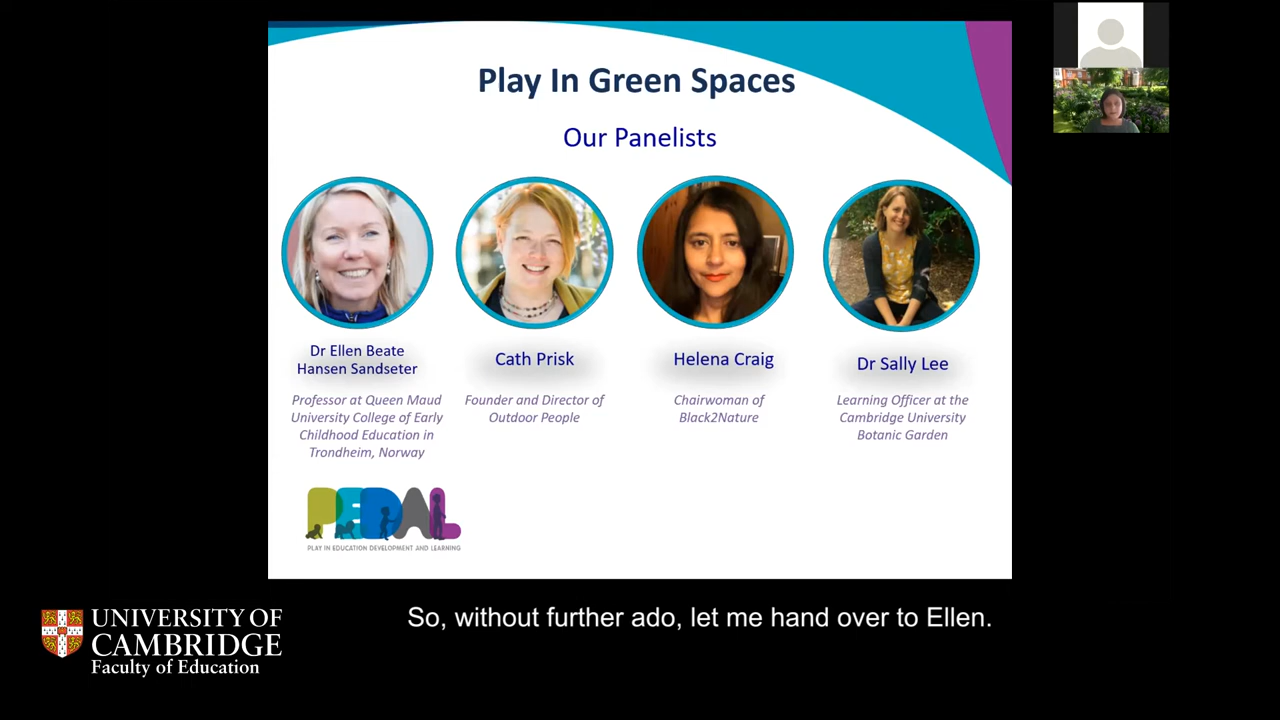 Play In Green Spaces
Our Panelists
Dr Ellen Beate
Hansen Sandseter
Professor at Queen Maud
University College of Early
Childhood Education in
Trondheim, Norway
Cath Prisk
Founder and Director of
Outdoor People
Helena Craig
Chairwoman of
Black2Nature
Dr Sally Lee
Learning Officer at the
Cambridge University
Botanic Garden
PEDAL
PLAY IN EDUCATION DEVELOPMENT AND LEARNING
UNIVERSITY OF
CAMBRIDGE
Faculty of Education
So, without further ado, let me hand over to Ellen.